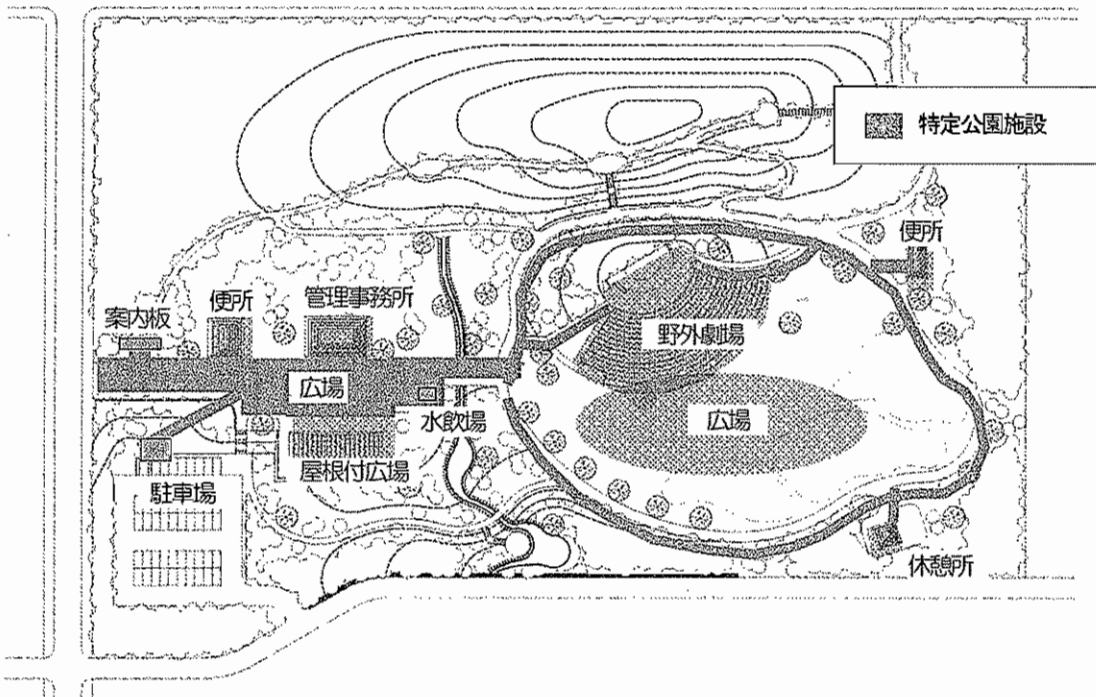 特定公園施設
便所
案内板
便所
管理事務所
野外劇場
広場
広場
水飲場
屋根付広場
駐車場
休憩所